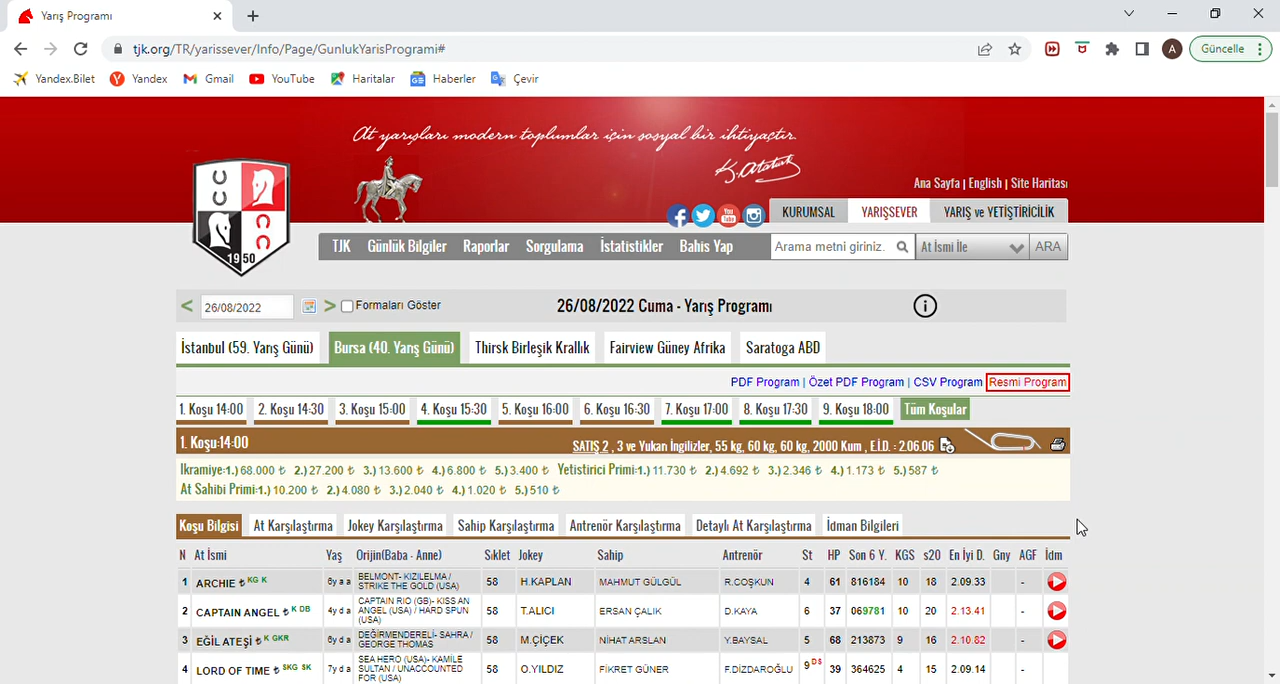 Yarış Programı
tjk.org/TR/yarissever/Info/Page/GunlukYarisProgrami#
A
Güncelle
Yandex.Bilet Yandex Gmail YouTube Haritalar Haberler Çevir
At yarışları modern toplumlar için sosyal bir ihtiyaçtır.
K. Atatürk
Ana Sayfa | English | Site Haritası
1950
KURUMSAL YARIŞSEVER YARIŞ ve YETİŞTİRİCİLİK
TJK Günlük Bilgiler Raporlar Sorgulama İstatistikler Bahis Yap Arama metni giriniz. At İsmi İle ARA
< 26/08/2022 > Formaları Göster 26/08/2022 Cuma - Yarış Programı
İstanbul (59. Yarış Günü) Bursa (40. Yarış Günü) Thirsk Birleşik Krallık Fairview Güney Afrika Saratoga ABD
PDF Program | Özet PDF Program | CSV Program Resmi Program
1. Koşu 14:00 2. Koşu 14:30 3. Koşu 15:00 4. Koşu 15:30 5. Koşu 16:00 6. Koşu 16:30 7. Koşu 17:00 8. Koşu 17:30 9. Koşu 18:00 Tüm Koşular
1. Koşu:14:00 SATIŞ 2 , 3 ve Yukarı İngilizler, 55 kg, 60 kg, 60 kg, 2000 Kum , E.İ.D. : 2.06.06
İkramiye:1.) 68.000 ₺ 2.) 27.200 ₺ 3.) 13.600 ₺ 4.) 6.800 ₺ 5.) 3.400 ₺ Yetiştirici Primi:1.) 11.730 ₺ 2.) 4.692 ₺ 3.) 2.346 ₺ 4.) 1.173 ₺ 5.) 587 ₺
At Sahibi Primi:1.) 10.200 ₺ 2.) 4.080 ₺ 3.) 2.040 ₺ 4.) 1.020 ₺ 5.) 510 ₺
Koşu Bilgisi At Karşılaştırma Jokey Karşılaştırma Sahip Karşılaştırma Antrenör Karşılaştırma Detaylı At Karşılaştırma İdman Bilgileri
N At İsmi Yaş Orijin(Baba - Anne) Sıklet Jokey Sahip Antrenör St HP Son 6 Y. KGS s20 En İyi D. Gny AGF İdm
1 ARCHIE ₺ KG K 6y a a BELMONT- KIZILELMA / STRIKE THE GOLD (USA) 58 H.KAPLAN MAHMUT GÜLGÜL R.COŞKUN 4 61 816184 10 18 2.09.33 -
2 CAPTAIN ANGEL ₺ K DB 4y d a CAPTAIN RIO (GB)- KISS AN ANGEL (USA) / HARD SPUN (USA) 58 T.ALICI ERSAN ÇALIK D.KAYA 6 37 069781 10 20 2.13.41 -
3 EĞİL ATEŞİ ₺ K GKR 6y d a DEĞİRMENDERELİ- SAHRA / GEORGE THOMAS 58 M.ÇİÇEK NİHAT ARSLAN Y.BAYSAL 5 68 213873 9 16 2.10.82 -
4 LORD OF TIME ₺ SKG SK 7y d a SEA HERO (USA)- KAMİLE SULTAN / UNACCOUNTED FOR (USA) 58 O.YILDIZ FİKRET GÜNER F.DİZDAROĞLU 9 DS 39 364625 4 15 2.09.14 -